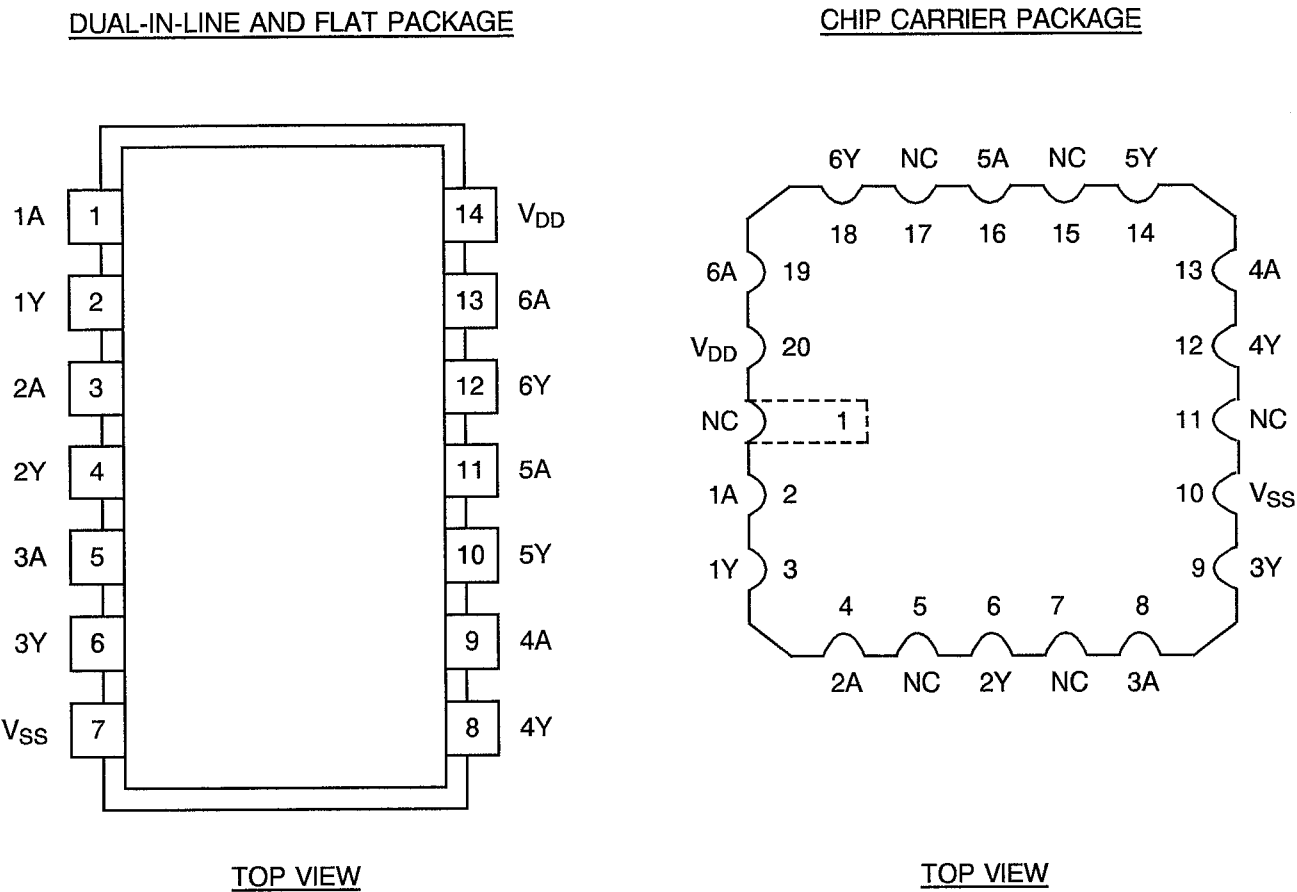 DUAL-IN-LINE AND FLAT PACKAGE
1A 1 14 VDD
1Y 2 13 6A
2A 3 12 6Y
2Y 4 11 5A
3A 5 10 5Y
3Y 6 9 4A
VSS 7 8 4Y
TOP VIEW
CHIP CARRIER PACKAGE
6Y NC 5A NC 5Y
18 17 16 15 14
6A 19 13 4A
VDD 20 12 4Y
NC 1 11 NC
1A 2 10 VSS
1Y 3 9 3Y
4 5 6 7 8
2A NC 2Y NC 3A
TOP VIEW